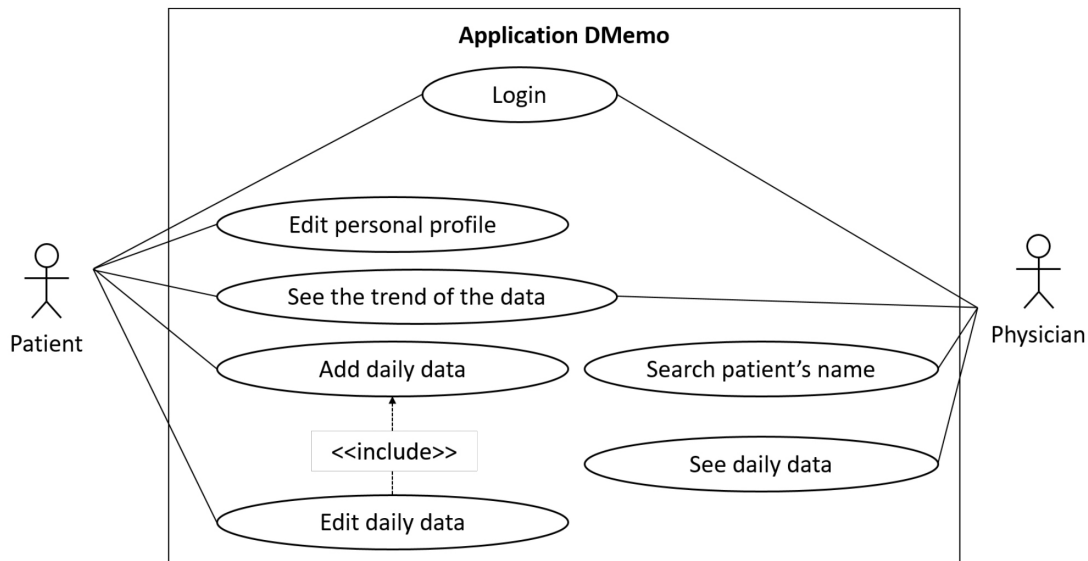 Application DMemo
Login
Edit personal profile
See the trend of the data
Patient
Physician
Add daily data
Search patient’s name
<<include>>
See daily data
Edit daily data